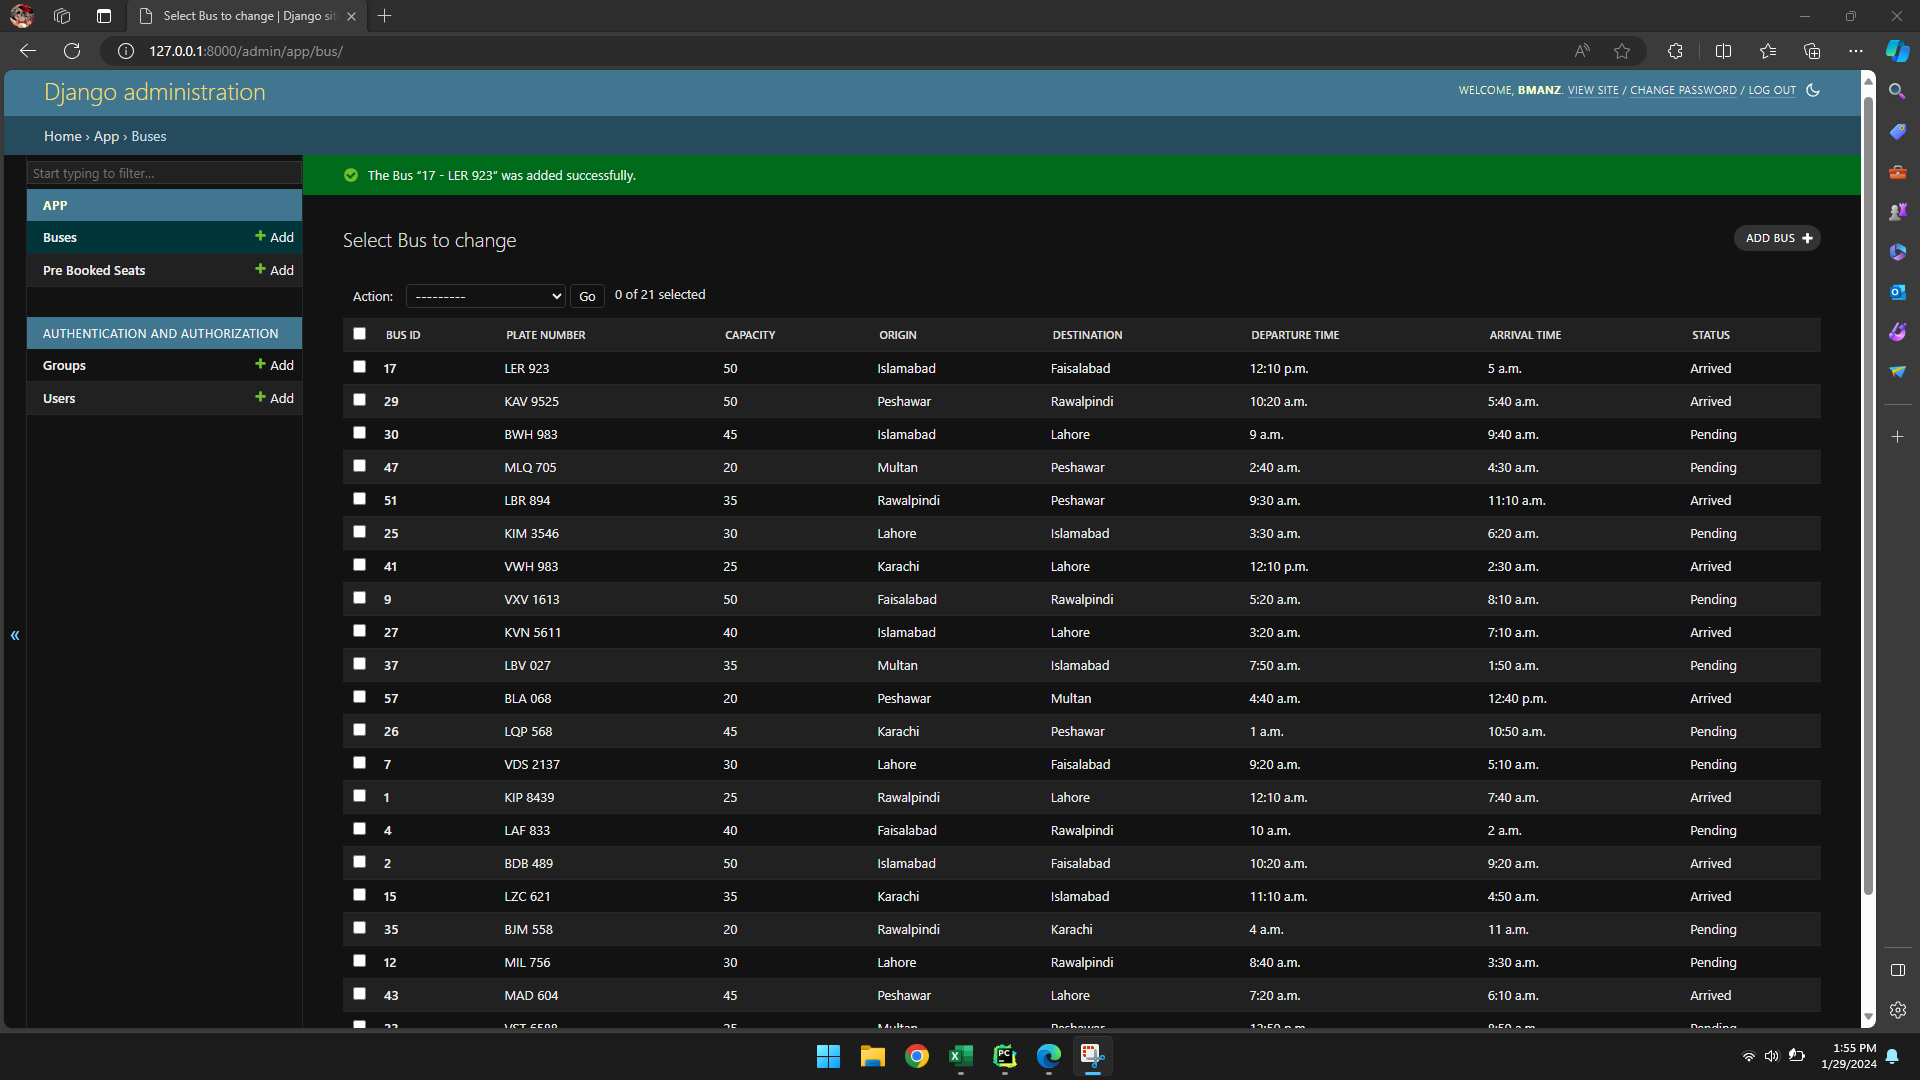 Select Bus to change | Django sit
127.0.0.1:8000/admin/app/bus/
Django administration
WELCOME, BMANZ. VIEW SITE / CHANGE PASSWORD / LOG OUT
Home › App › Buses
Start typing to filter...
The Bus “17 - LER 923” was added successfully.
APP
Buses + Add
Pre Booked Seats + Add
AUTHENTICATION AND AUTHORIZATION
Groups + Add
Users + Add
«
Select Bus to change
ADD BUS +
Action: --------- Go 0 of 21 selected
BUS ID PLATE NUMBER CAPACITY ORIGIN DESTINATION DEPARTURE TIME ARRIVAL TIME STATUS
17 LER 923 50 Islamabad Faisalabad 12:10 p.m. 5 a.m. Arrived
29 KAV 9525 50 Peshawar Rawalpindi 10:20 a.m. 5:40 a.m. Arrived
30 BWH 983 45 Islamabad Lahore 9 a.m. 9:40 a.m. Pending
47 MLQ 705 20 Multan Peshawar 2:40 a.m. 4:30 a.m. Pending
51 LBR 894 35 Rawalpindi Peshawar 9:30 a.m. 11:10 a.m. Arrived
25 KIM 3546 30 Lahore Islamabad 3:30 a.m. 6:20 a.m. Pending
41 VWH 983 25 Karachi Lahore 12:10 p.m. 2:30 a.m. Arrived
9 VXV 1613 50 Faisalabad Rawalpindi 5:20 a.m. 8:10 a.m. Pending
27 KVN 5611 40 Islamabad Lahore 3:20 a.m. 7:10 a.m. Arrived
37 LBV 027 35 Multan Islamabad 7:50 a.m. 1:50 a.m. Pending
57 BLA 068 20 Peshawar Multan 4:40 a.m. 12:40 p.m. Arrived
26 LQP 568 45 Karachi Peshawar 1 a.m. 10:50 a.m. Pending
7 VDS 2137 30 Lahore Faisalabad 9:20 a.m. 5:10 a.m. Pending
1 KIP 8439 25 Rawalpindi Lahore 12:10 a.m. 7:40 a.m. Arrived
4 LAF 833 40 Faisalabad Rawalpindi 10 a.m. 2 a.m. Pending
2 BDB 489 50 Islamabad Faisalabad 10:20 a.m. 9:20 a.m. Arrived
15 LZC 621 35 Karachi Islamabad 11:10 a.m. 4:50 a.m. Arrived
35 BJM 558 20 Rawalpindi Karachi 4 a.m. 11 a.m. Pending
12 MIL 756 30 Lahore Rawalpindi 8:40 a.m. 3:30 a.m. Pending
43 MAD 604 45 Peshawar Lahore 7:20 a.m. 6:10 a.m. Arrived
Multan Peshawar Pending
1:55 PM
1/29/2024